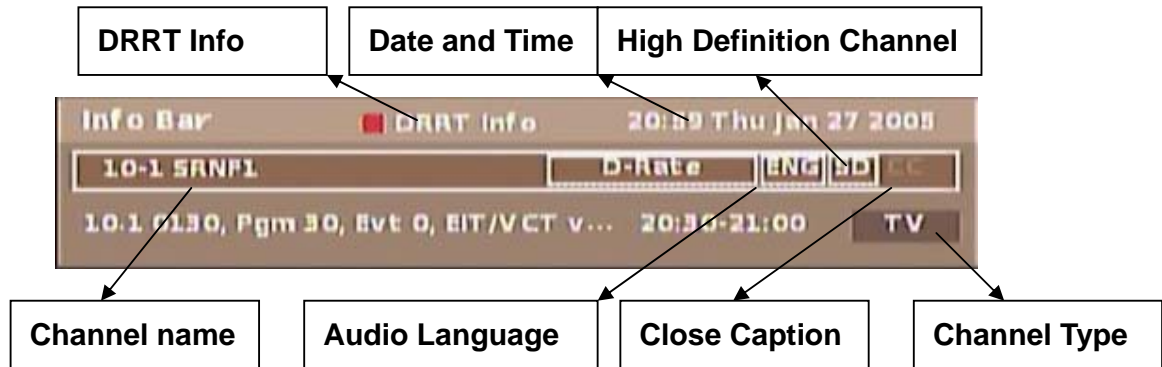 DRRT Info
Date and Time
High Definition Channel
Info Bar DRRT Info 20:59 Thu Jan 27 2005
10-1 SRNP1 D-Rate ENG SD CC
10.1 0130, Pgm 30, Evt 0, EIT/VCT v... 20:30-21:00 TV
Channel name
Audio Language
Close Caption
Channel Type